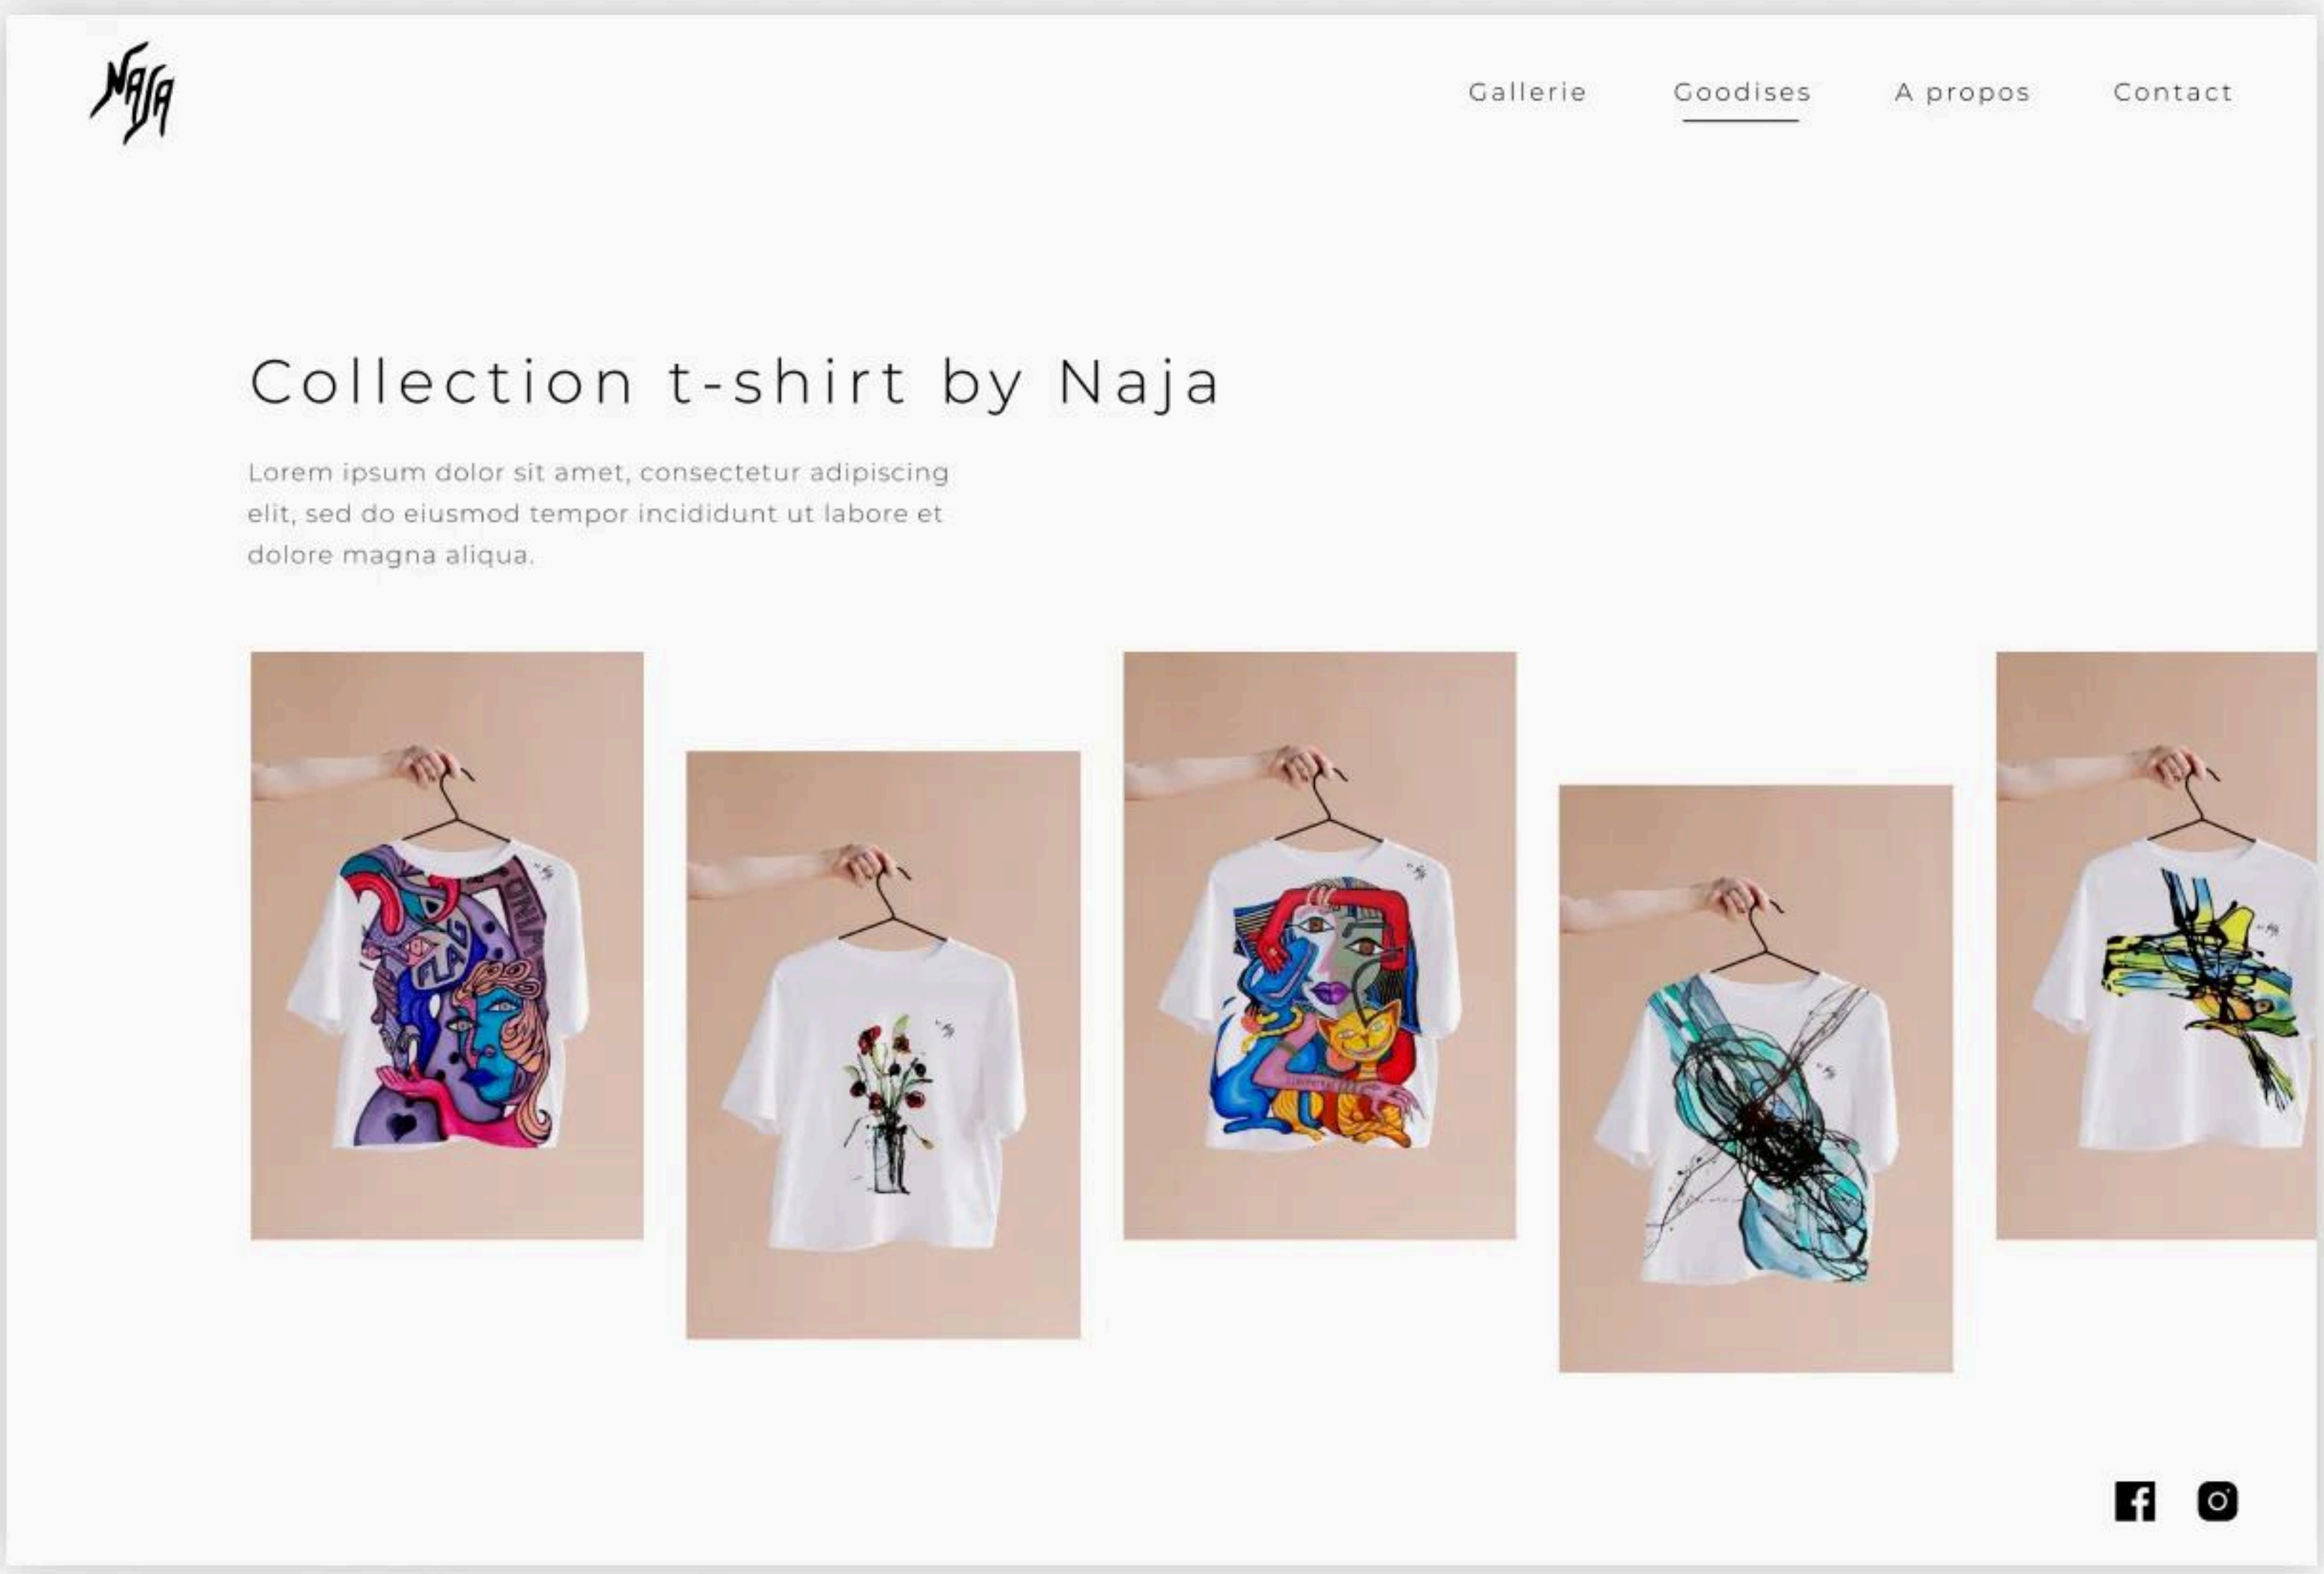 NAJA
Gallerie
Goodises
A propos
Contact
Collection t-shirt by Naja
Lorem ipsum dolor sit amet, consectetur adipiscing
elit, sed do eiusmod tempor incididunt ut labore et
dolore magna aliqua.
FLAG